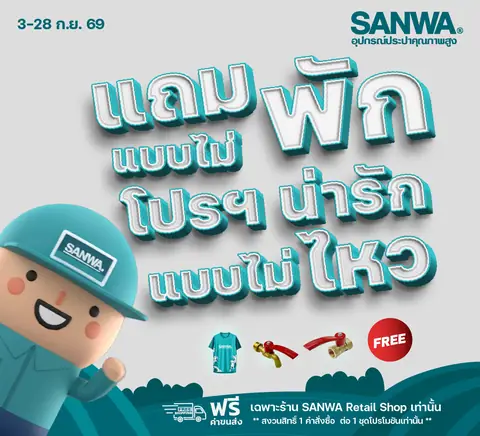 3-28 ก.ย. 69
SANWA®
อุปกรณ์ประปาคุณภาพสูง
แถม พัก
แบบไม่
โปรฯ น่ารัก
แบบไม่ ไหว
SANWA®
FREE
ฟรี
ค่าขนส่ง
เฉพาะร้าน SANWA Retail Shop เท่านั้น
** สงวนสิทธิ์ 1 คำสั่งซื้อ ต่อ 1 ชุดโปรโมชันเท่านั้น **